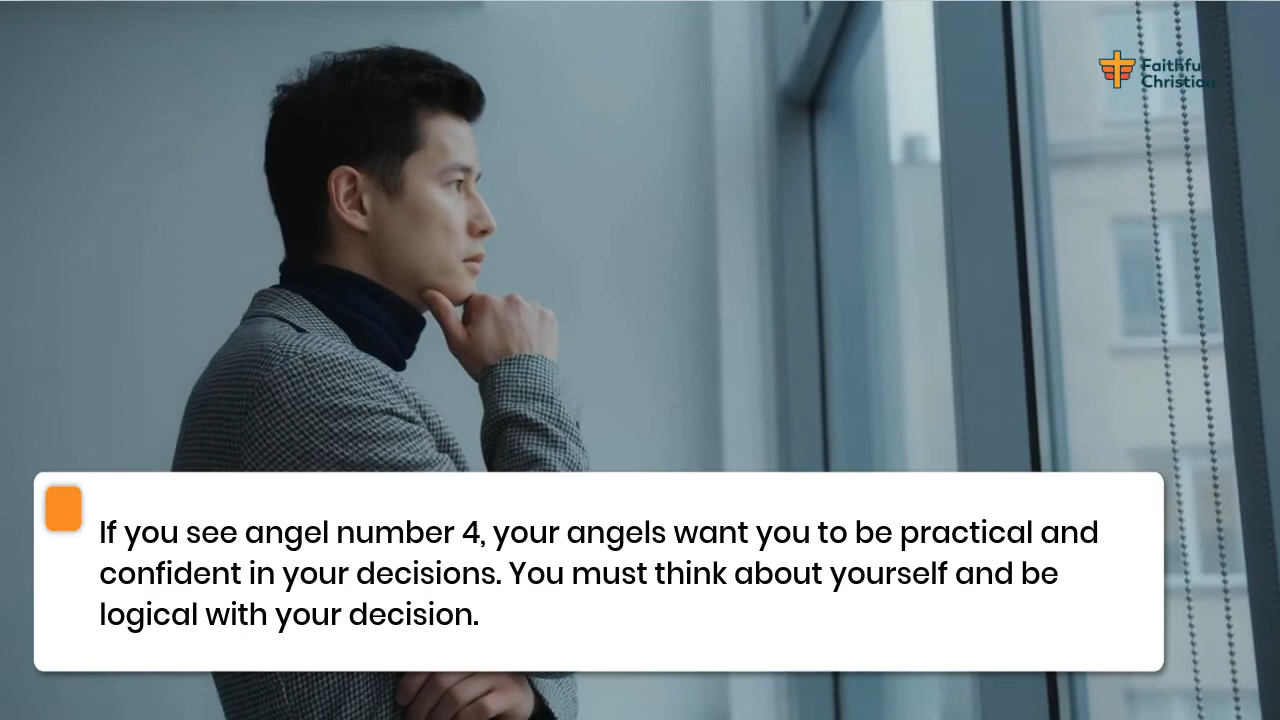 Faithful
Christian
If you see angel number 4, your angels want you to be practical and
confident in your decisions. You must think about yourself and be
logical with your decision.